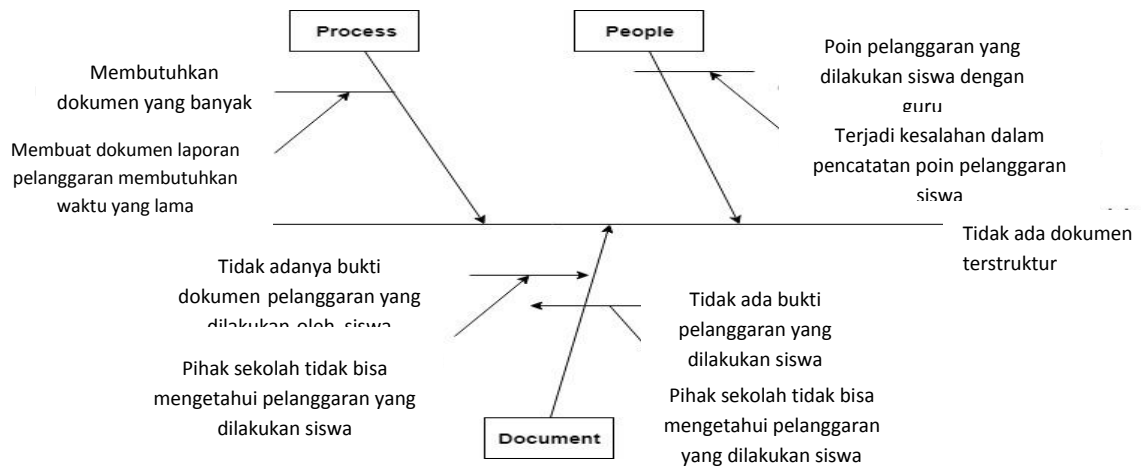 Process
People
Membutuhkan
dokumen yang banyak
Membuat dokumen laporan
pelanggaran membutuhkan
waktu yang lama
Poin pelanggaran yang
dilakukan siswa dengan
guru
Terjadi kesalahan dalam
pencatatan poin pelanggaran
siswa
Tidak ada dokumen
terstruktur
Tidak adanya bukti
dokumen pelanggaran yang
dilakukan oleh siswa
Pihak sekolah tidak bisa
mengetahui pelanggaran yang
dilakukan siswa
Tidak ada bukti
pelanggaran yang
dilakukan siswa
Pihak sekolah tidak bisa
mengetahui pelanggaran
yang dilakukan siswa
Document